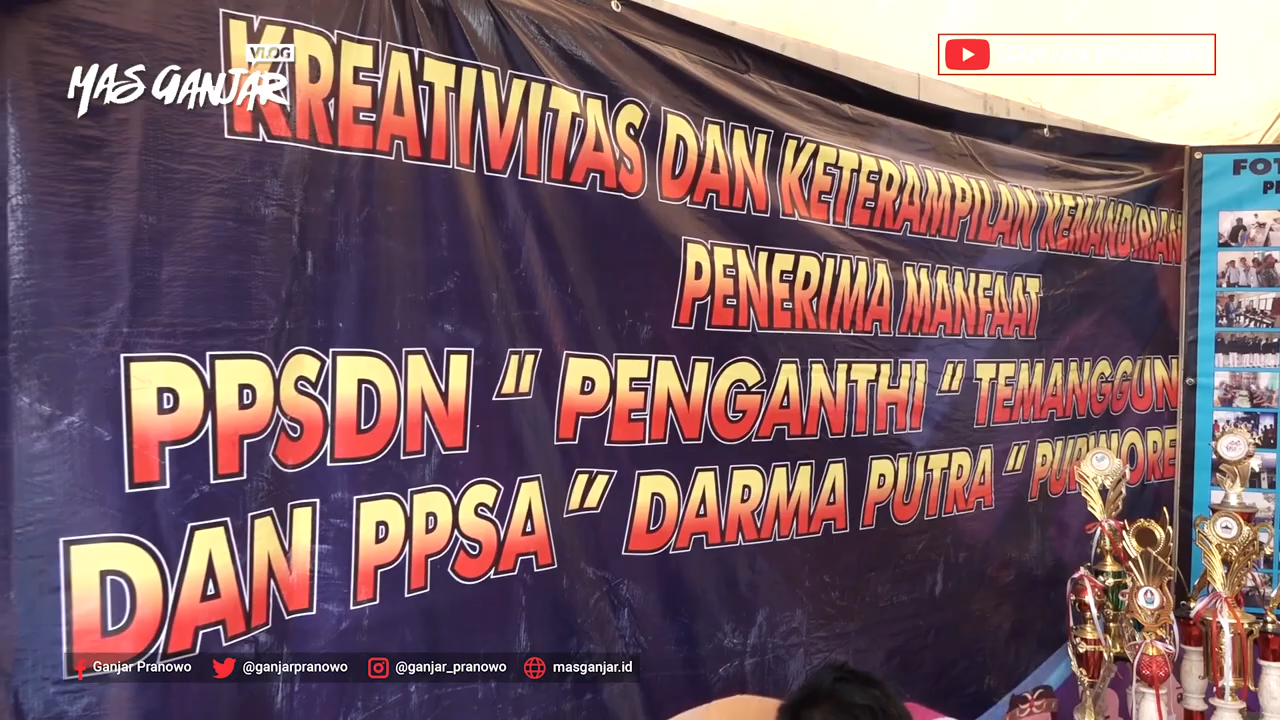 VLOG
MAS GANJAR
KREATIVITAS DAN KETERAMPILAN KEMANDIRIAN
PENERIMA MANFAAT
PPSDN “ PENGANTHI “ TEMANGGUN
DAN PPSA “ DARMA PUTRA “ PURWORE
FOT
Ganjar Pranowo
@ganjarpranowo
@ganjar_pranowo
masganjar.id